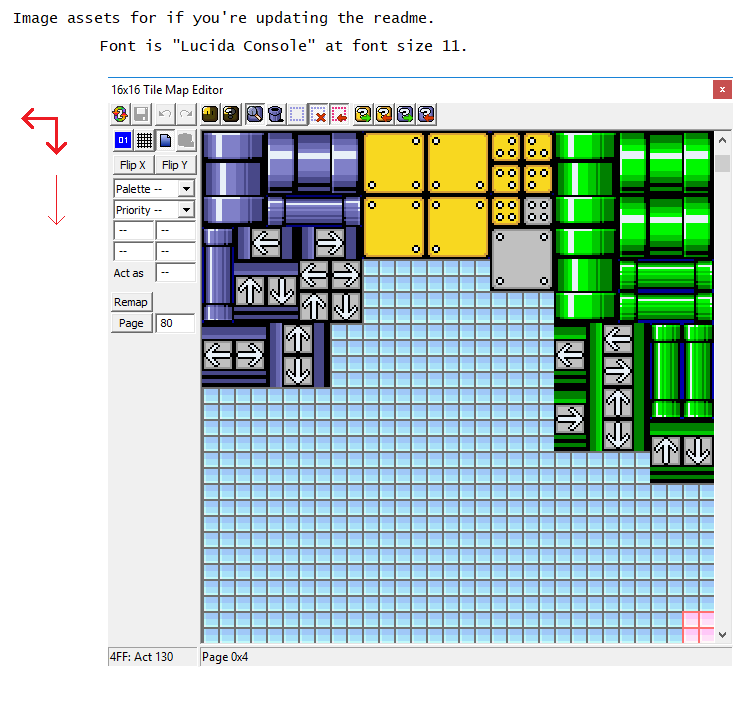 Image assets for if you're updating the readme.
Font is "Lucida Console" at font size 11.
16x16 Tile Map Editor
x
01
Flip X Flip Y
Palette --
Priority --
-- --
-- --
Act as --
Remap
Page 80
4FF: Act 130 Page 0x4